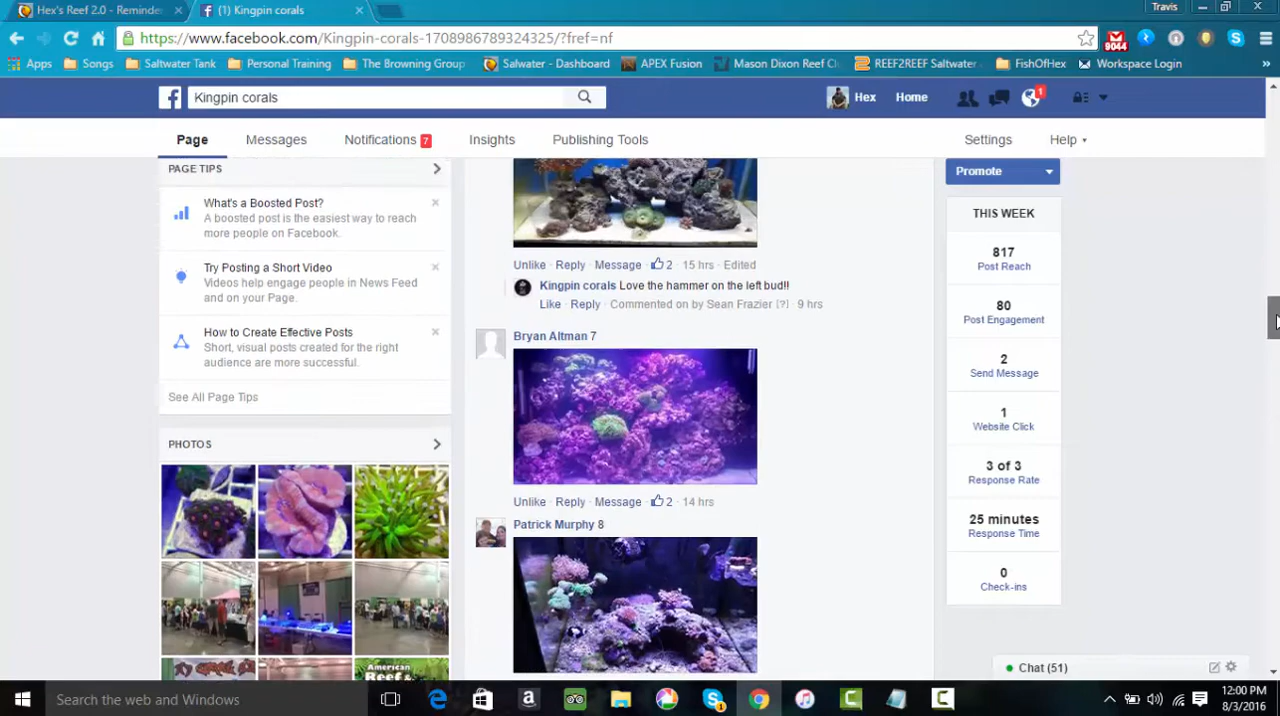 Hex's Reef 2.0 - Reminde
(1) Kingpin corals
Travis
https://www.facebook.com/Kingpin-corals-1708986789324325/?fref=nf
9044
Apps
Songs
Saltwater Tank
Personal Training
The Browning Group
Salwater - Dashboard
APEX Fusion
Mason Dixon Reef Cl
REEF2REEF Saltwater
FishOfHex
Workspace Login
»
Kingpin corals
Hex
Home
1
Page
Messages
Notifications 7
Insights
Publishing Tools
Settings
Help
PAGE TIPS
What's a Boosted Post?
A boosted post is the easiest way to reach
more people on Facebook.
Try Posting a Short Video
Videos help engage people in News Feed
and on your Page.
How to Create Effective Posts
Short, visual posts created for the right
audience are more successful.
See All Page Tips
PHOTOS
American
Unlike · Reply · Message · 2 · 15 hrs · Edited
Kingpin corals Love the hammer on the left bud!!
Like · Reply · Commented on by Sean Frazier [?] · 9 hrs
Bryan Altman 7
Unlike · Reply · Message · 2 · 14 hrs
Patrick Murphy 8
Promote
THIS WEEK
817
Post Reach
80
Post Engagement
2
Send Message
1
Website Click
3 of 3
Response Rate
25 minutes
Response Time
0
Check-ins
Chat (51)
Search the web and Windows
1
12:00 PM
8/3/2016